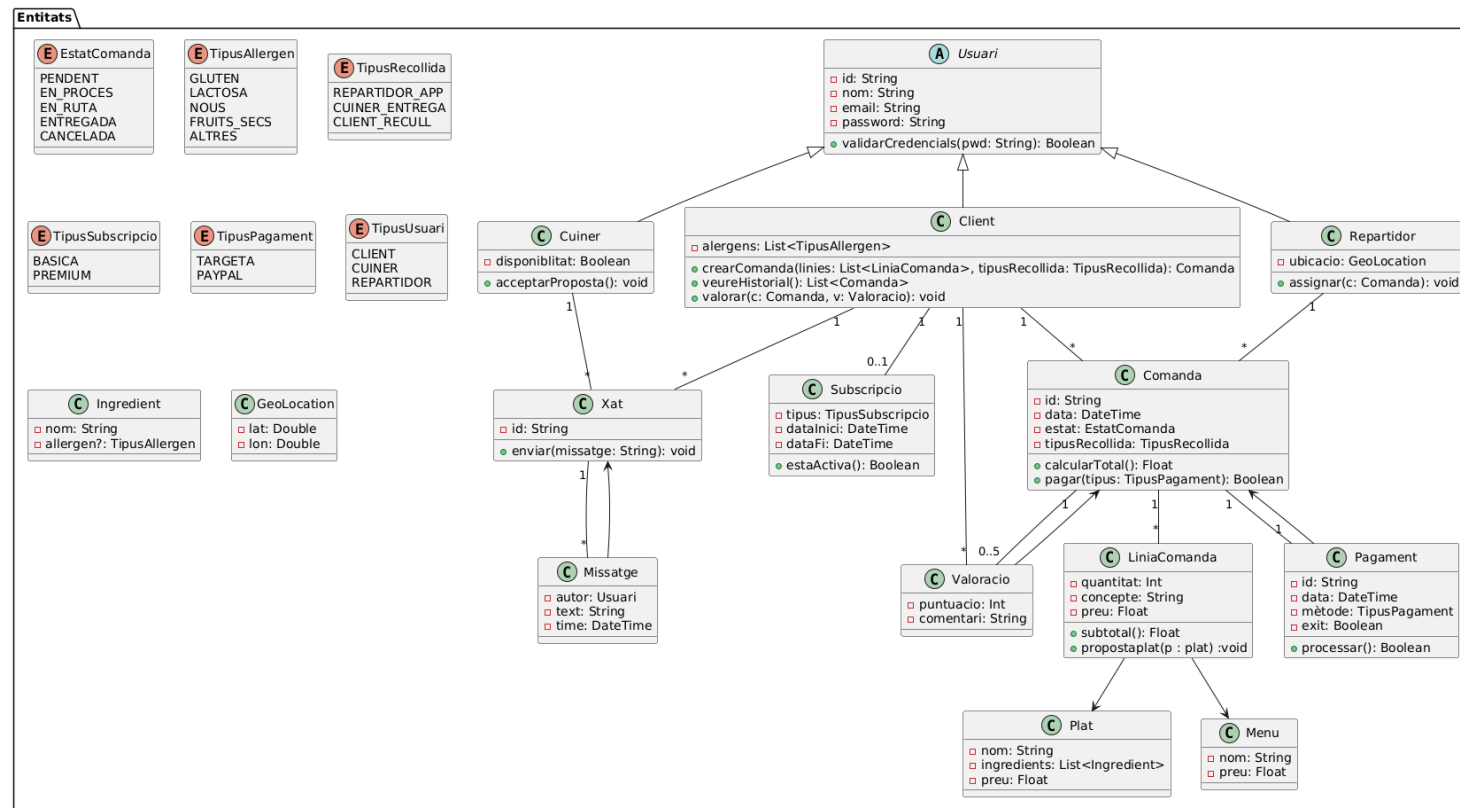 Entitats
E EstatComanda
PENDENT
EN_PROCES
EN_RUTA
ENTREGADA
CANCELADA
E TipusAllergen
GLUTEN
LACTOSA
NOUS
FRUITS_SECS
ALTRES
E TipusRecollida
REPARTIDOR_APP
CUINER_ENTREGA
CLIENT_RECULL
A Usuari
id: String
nom: String
email: String
password: String
validarCredencials(pwd: String): Boolean
E TipusSubscripcio
BASICA
PREMIUM
E TipusPagament
TARGETA
PAYPAL
E TipusUsuari
CLIENT
CUINER
REPARTIDOR
C Cuiner
disponiblitat: Boolean
acceptarProposta(): void
C Client
alergens: List<TipusAllergen>
crearComanda(linies: List<LiniaComanda>, tipusRecollida: TipusRecollida): Comanda
veureHistorial(): List<Comanda>
valorar(c: Comanda, v: Valoracio): void
C Repartidor
ubicacio: GeoLocation
assignar(c: Comanda): void
1
1
1
1
1
1
*
*
0..1
*
*
C Ingredient
nom: String
allergen?: TipusAllergen
C GeoLocation
lat: Double
lon: Double
C Xat
id: String
enviar(missatge: String): void
C Subscripcio
tipus: TipusSubscripcio
dataInici: DateTime
dataFi: DateTime
estaActiva(): Boolean
C Comanda
id: String
data: DateTime
estat: EstatComanda
tipusRecollida: TipusRecollida
calcularTotal(): Float
pagar(tipus: TipusPagament): Boolean
1
1
1
1
*
*
0..5
*
1
C Missatge
autor: Usuari
text: String
time: DateTime
C Valoracio
puntuacio: Int
comentari: String
C LiniaComanda
quantitat: Int
concepte: String
preu: Float
subtotal(): Float
propostaplat(p : plat) :void
C Pagament
id: String
data: DateTime
mètode: TipusPagament
exit: Boolean
processar(): Boolean
C Plat
nom: String
ingredients: List<Ingredient>
preu: Float
C Menu
nom: String
preu: Float